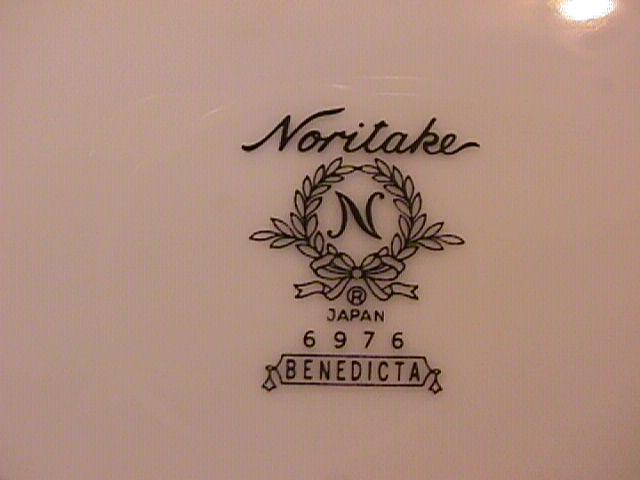 Noritake
N
®
JAPAN
6976
BENEDICTA